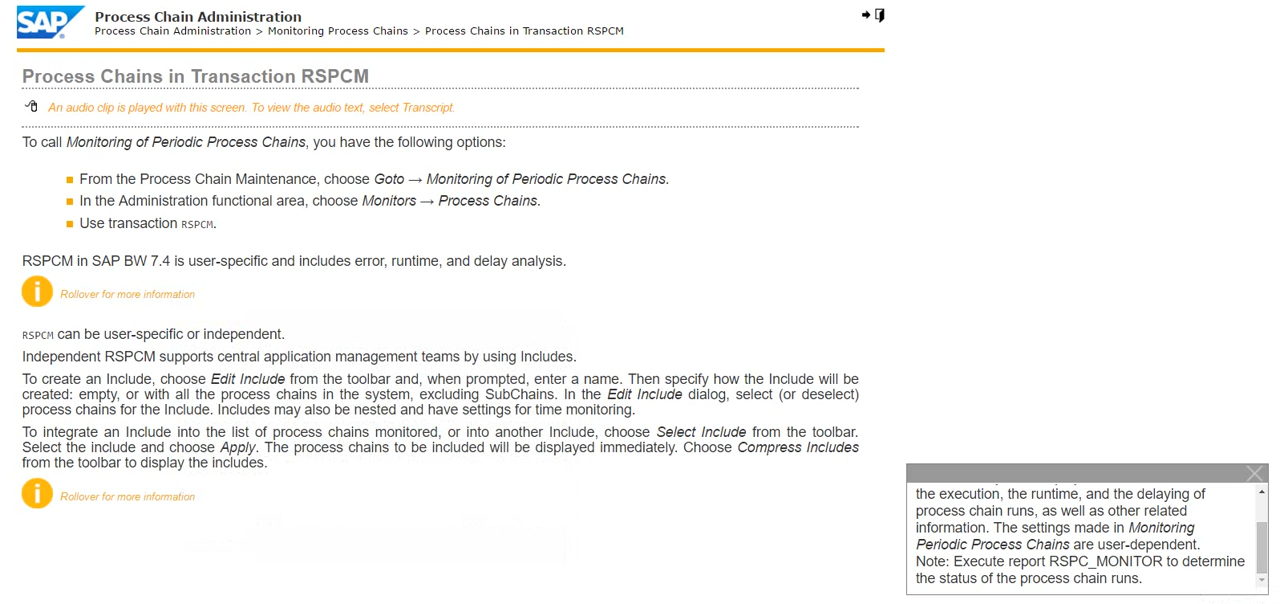 SAP
Process Chain Administration
Process Chain Administration > Monitoring Process Chains > Process Chains in Transaction RSPCM
Process Chains in Transaction RSPCM
An audio clip is played with this screen. To view the audio text, select Transcript.
To call Monitoring of Periodic Process Chains, you have the following options:
From the Process Chain Maintenance, choose Goto → Monitoring of Periodic Process Chains.
In the Administration functional area, choose Monitors → Process Chains.
Use transaction RSPCM.
RSPCM in SAP BW 7.4 is user-specific and includes error, runtime, and delay analysis.
Rollover for more information
RSPCM can be user-specific or independent.
Independent RSPCM supports central application management teams by using Includes.
To create an Include, choose Edit Include from the toolbar and, when prompted, enter a name. Then specify how the Include will be
created: empty, or with all the process chains in the system, excluding SubChains. In the Edit Include dialog, select (or deselect)
process chains for the Include. Includes may also be nested and have settings for time monitoring.
To integrate an Include into the list of process chains monitored, or into another Include, choose Select Include from the toolbar.
Select the include and choose Apply. The process chains to be included will be displayed immediately. Choose Compress Includes
from the toolbar to display the includes.
Rollover for more information
the execution, the runtime, and the delaying of
process chain runs, as well as other related
information. The settings made in Monitoring
Periodic Process Chains are user-dependent.
Note: Execute report RSPC_MONITOR to determine
the status of the process chain runs.